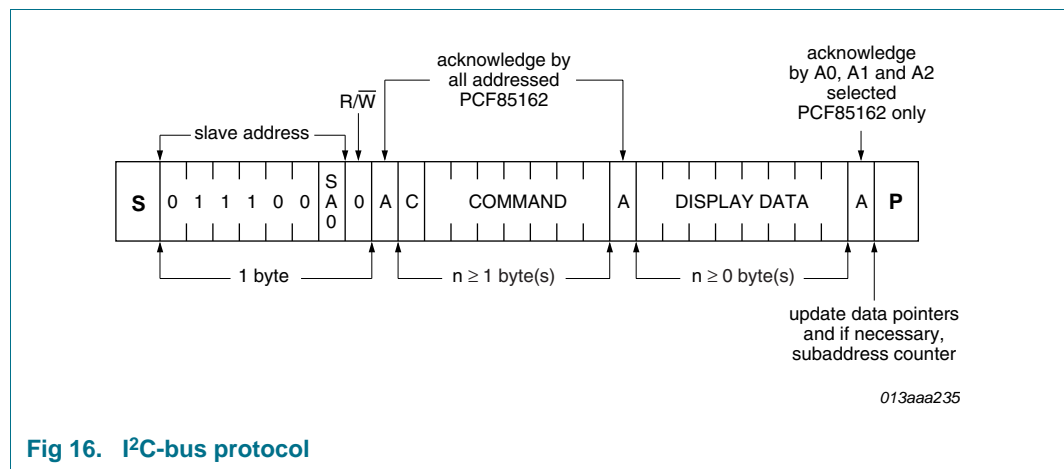 acknowledge by
all addressed
PCF85162
acknowledge
by A0, A1 and A2
selected
PCF85162 only
R/W̅
slave address
S 0 1 1 1 0 0 SA0 0 A C COMMAND A DISPLAY DATA A P
1 byte
n ≥ 1 byte(s)
n ≥ 0 byte(s)
update data pointers
and if necessary,
subaddress counter
013aaa235
Fig 16. I²C-bus protocol